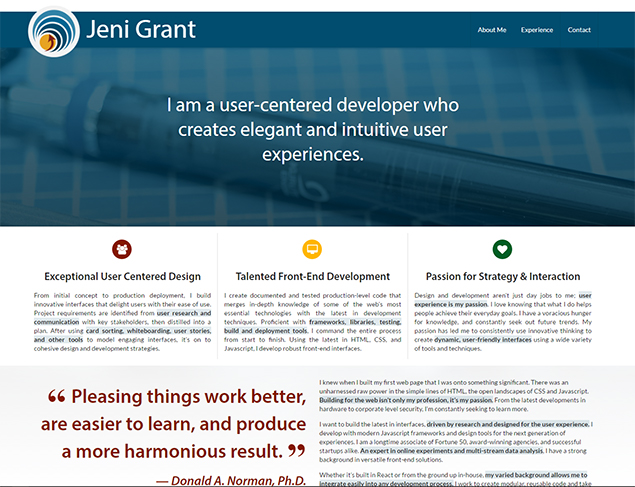 Jeni Grant
About Me Experience Contact
I am a user-centered developer who
creates elegant and intuitive user
experiences.
Exceptional User Centered Design
From initial concept to production deployment, I build
innovative interfaces that delight users with their ease of use.
Project requirements are identified from user research and
communication with key stakeholders, then distilled into a
plan. After using card sorting, whiteboarding, user stories,
and other tools to model engaging interfaces, it's on to
cohesive design and development strategies.
Talented Front-End Development
I create documented and tested production-level code that
merges in-depth knowledge of some of the web's most
essential technologies with the latest in development
techniques. Proficient with frameworks, libraries, testing,
build and deployment tools. I command the entire process
from start to finish. Using the latest in HTML, CSS, and
Javascript, I develop robust front-end interfaces.
Passion for Strategy & Interaction
Design and development aren't just day jobs to me; user
experience is my passion. I love knowing that what I do helps
people achieve their everyday goals. I have a voracious hunger
for knowledge, and constantly seek out future trends. My
passion has led me to consistently use innovative thinking to
create dynamic, user-friendly interfaces using a wide variety
of tools and techniques.
“ Pleasing things work better,
are easier to learn, and produce
a more harmonious result. ”
— Donald A. Norman, Ph.D.
I knew when I built my first web page that I was onto something significant. There was an
unharnessed raw power in the simple lines of HTML, the open landscapes of CSS and Javascript.
Building for the web isn't only my profession, it's my passion. From the latest developments in
hardware to corporate level security, I'm constantly seeking to learn more.
I want to build the latest in interfaces, driven by research and designed for the user experience. I
develop with modern Javascript frameworks and design tools for the next generation of
experiences. I am a longtime associate of Fortune 50, award-winning agencies, and successful
startups alike. An expert in online experiments and multi-stream data analysis. I have a strong
background in versatile front-end solutions.
Whether it's built in React or from the ground up in-house, my varied background allows me to
integrate easily into any development process. I work to create modular, reusable code and take